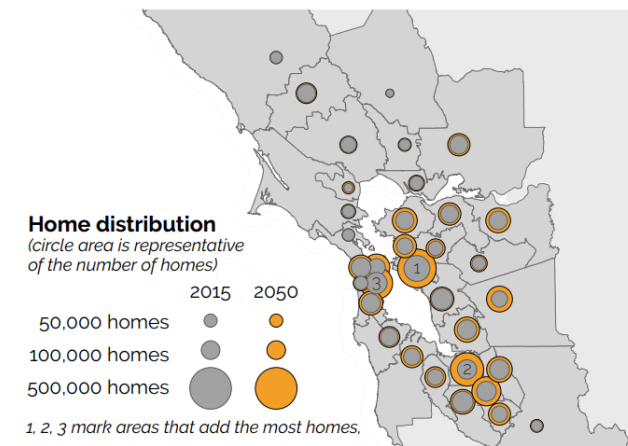 Home distribution
(circle area is representative
of the number of homes)
2015 2050
50,000 homes
100,000 homes
500,000 homes
1, 2, 3 mark areas that add the most homes,
1
3
2